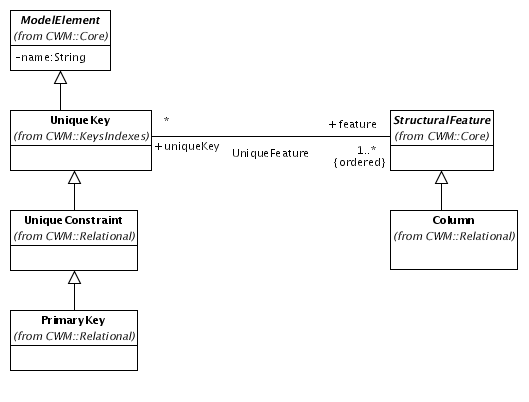 ModelElement
(from CWM::Core)
-name:String
UniqueKey
(from CWM::KeysIndexes)
*
+uniqueKey
UniqueFeature
+feature
1..*
{ordered}
StructuralFeature
(from CWM::Core)
UniqueConstraint
(from CWM::Relational)
Column
(from CWM::Relational)
PrimaryKey
(from CWM::Relational)